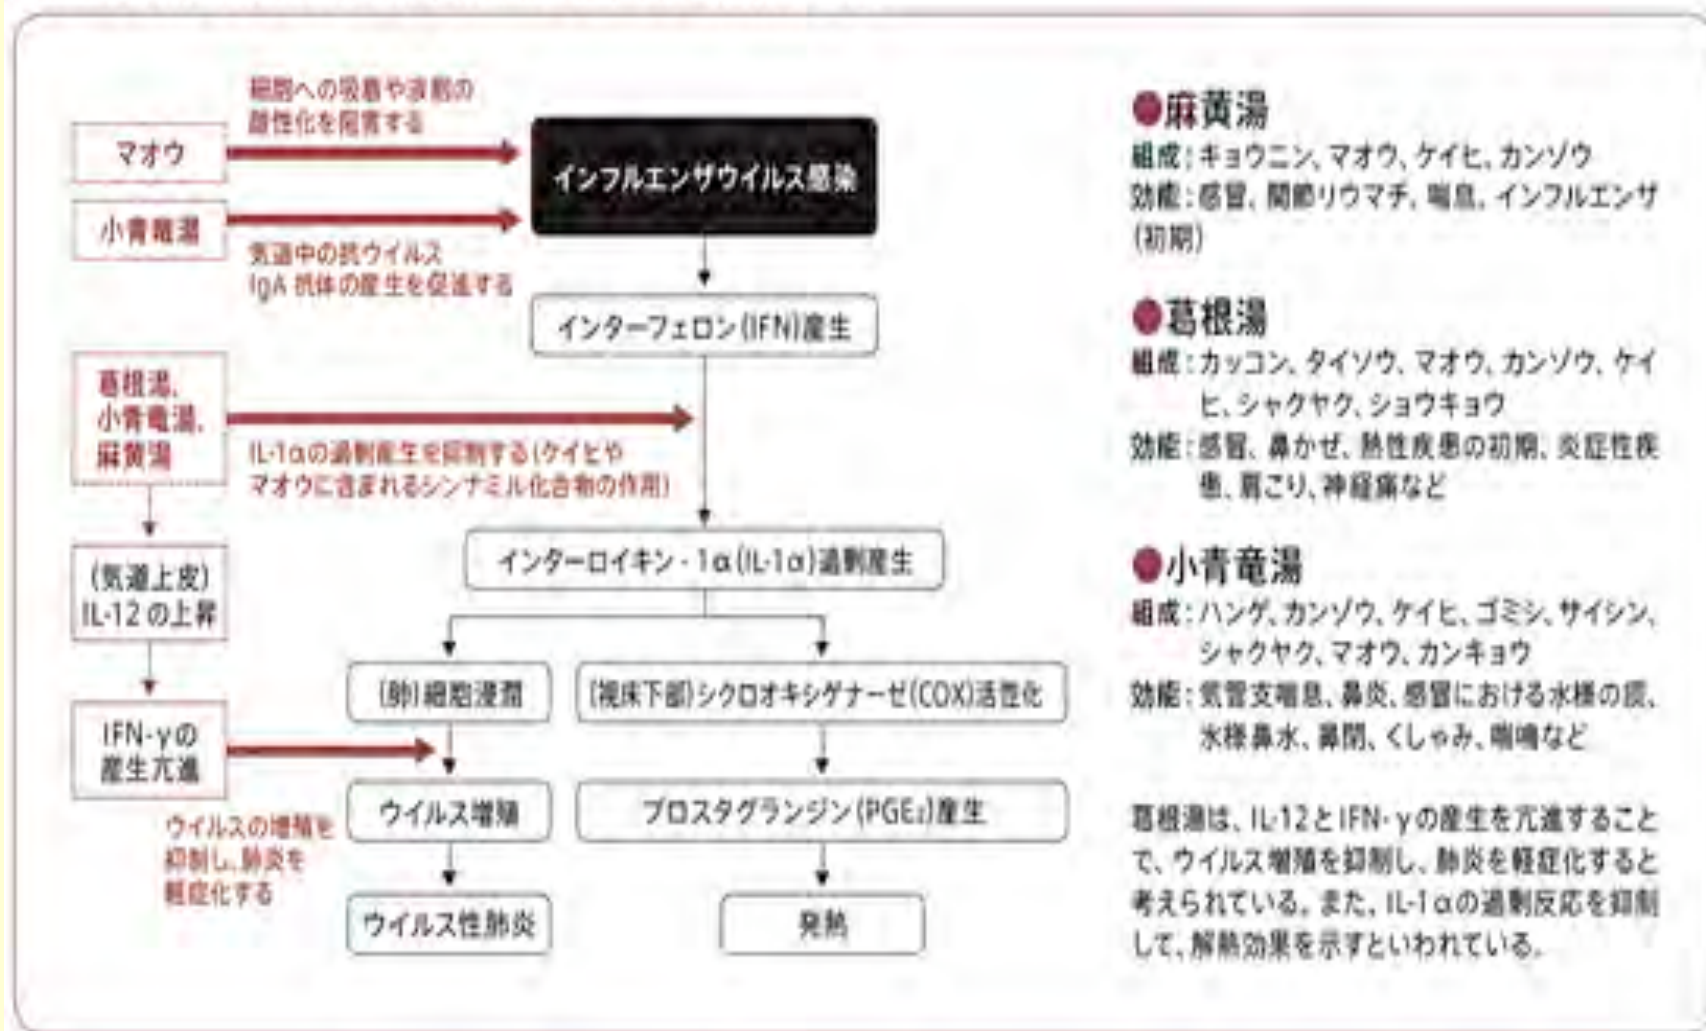 細胞への吸着や液胞の
酸性化を阻害する
マオウ
インフルエンザウイルス感染
小青竜湯
気道中の抗ウイルス
IgA 抗体の産生を促進する
インターフェロン(IFN)産生
葛根湯、
小青竜湯、
麻黄湯
IL-1αの過剰産生を抑制する(ケイヒや
マオウに含まれるシンナミル化合物の作用)
インターロイキン - 1α(IL-1α)過剰産生
(気道上皮)
IL-12 の上昇
(肺)細胞浸潤
(視床下部)シクロオキシゲナーゼ(COX)活性化
IFN-γの
産生亢進
ウイルスの増殖を
抑制し、肺炎を
軽症化する
ウイルス増殖
プロスタグランジン(PGE₂)産生
ウイルス性肺炎
発熱
●麻黄湯
組成：キョウニン、マオウ、ケイヒ、カンゾウ
効能：感冒、関節リウマチ、喘息、インフルエンザ
(初期)
●葛根湯
組成：カッコン、タイソウ、マオウ、カンゾウ、ケイ
ヒ、シャクヤク、ショウキョウ
効能：感冒、鼻かぜ、熱性疾患の初期、炎症性疾
患、肩こり、神経痛など
●小青竜湯
組成：ハンゲ、カンゾウ、ケイヒ、ゴミシ、サイシン、
シャクヤク、マオウ、カンキョウ
効能：気管支喘息、鼻炎、感冒における水様の痰、
水様鼻水、鼻閉、くしゃみ、喘鳴など
葛根湯は、IL-12とIFN-γの産生を亢進すること
で、ウイルス増殖を抑制し、肺炎を軽症化すると
考えられている。また、IL-1αの過剰反応を抑制
して、解熱効果を示すといわれている。